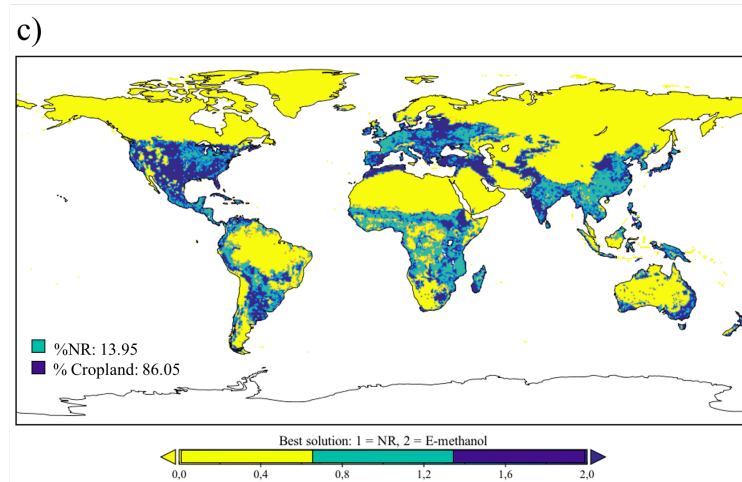 c)
%NR: 13.95
% Cropland: 86.05
Best solution: 1 = NR, 2 = E-methanol
0,0 0,4 0,8 1,2 1,6 2,0